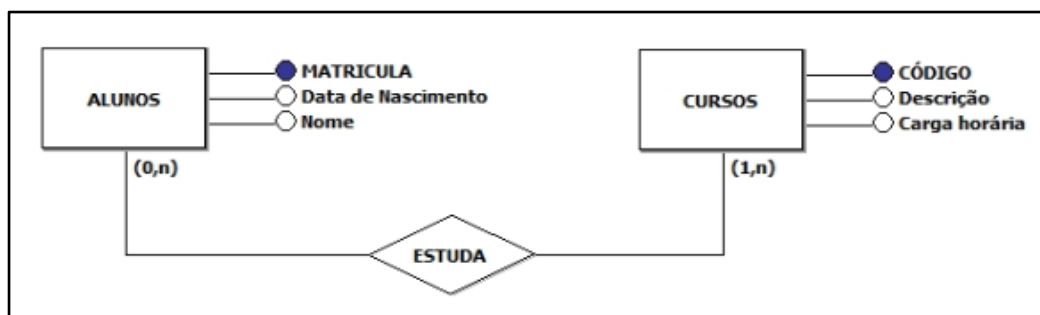 ALUNOS
MATRICULA
Data de Nascimento
Nome
(0,n)
CURSOS
CÓDIGO
Descrição
Carga horária
(1,n)
ESTUDA